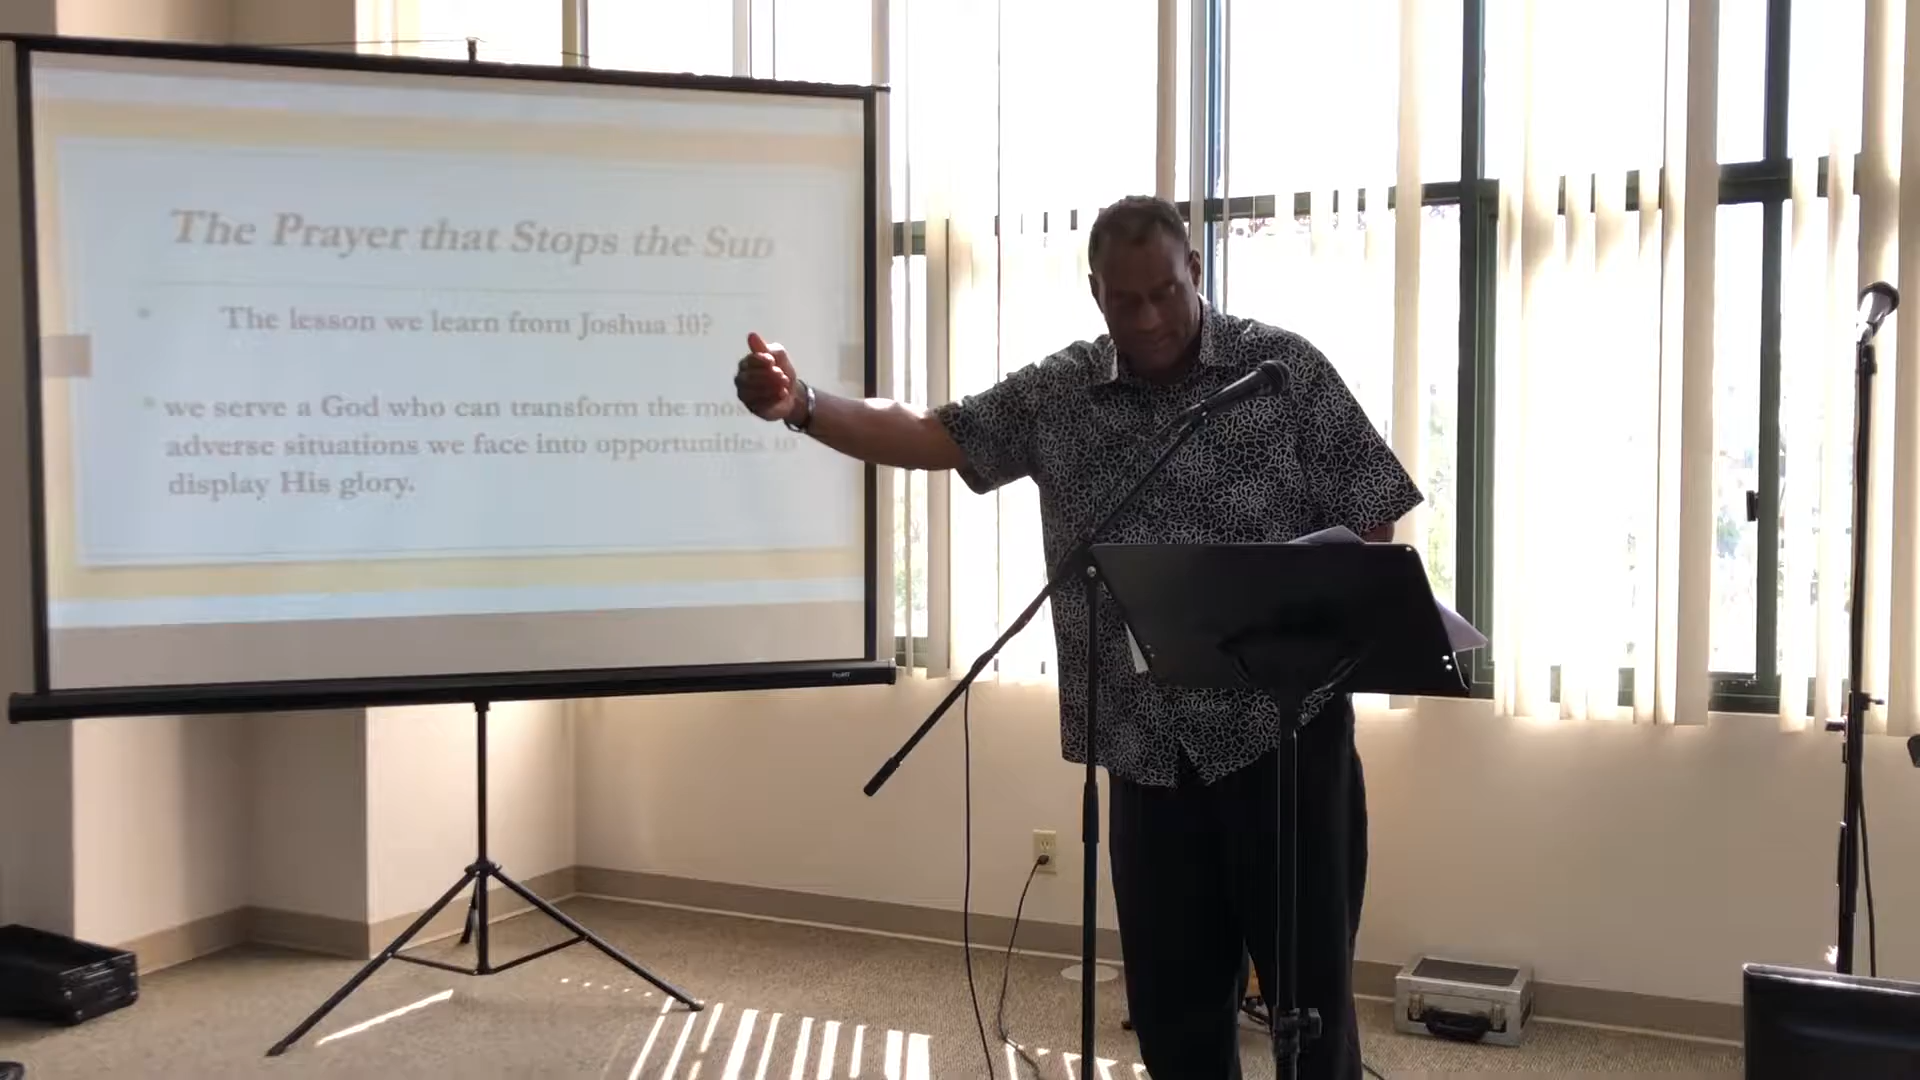 The Prayer that Stops the Sun
The lesson we learn from Joshua 10?
we serve a God who can transform the
adverse situations we face into opportunities to
display His glory.